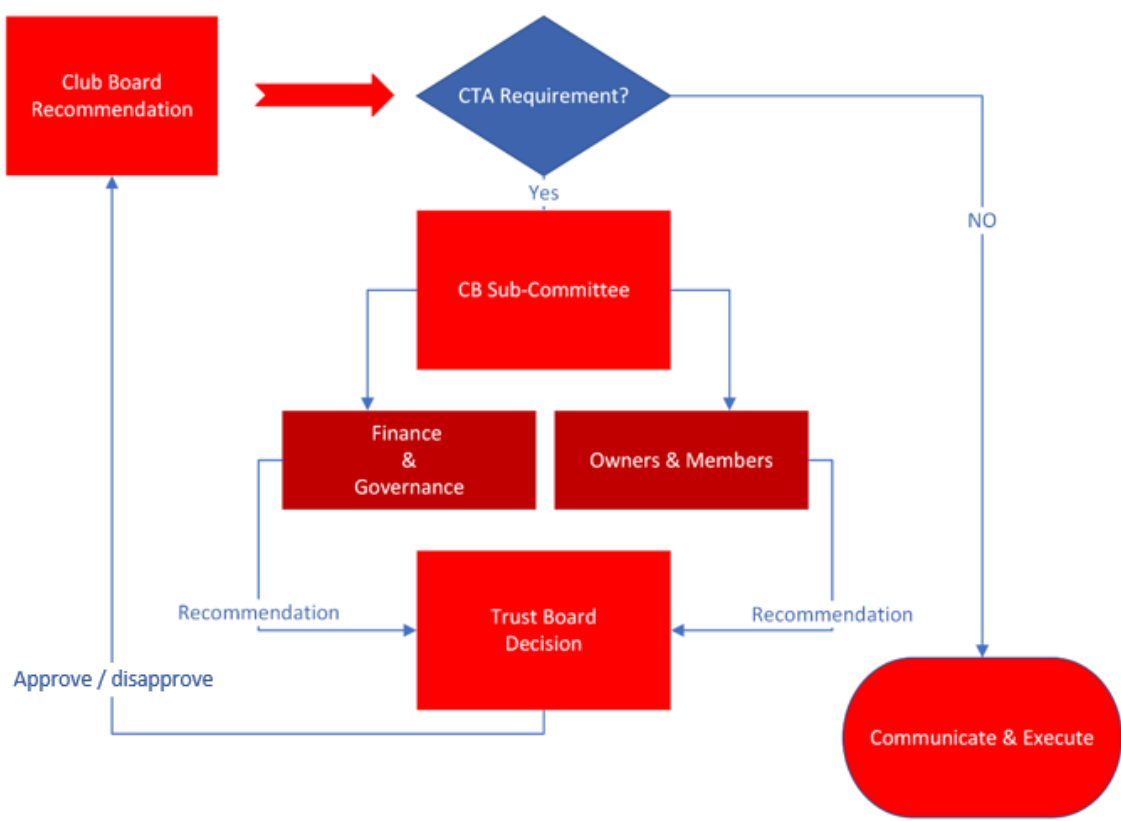 Club Board
Recommendation
CTA Requirement?
Yes
NO
CB Sub-Committee
Finance
&
Governance
Owners & Members
Recommendation
Trust Board
Decision
Recommendation
Approve / disapprove
Communicate & Execute